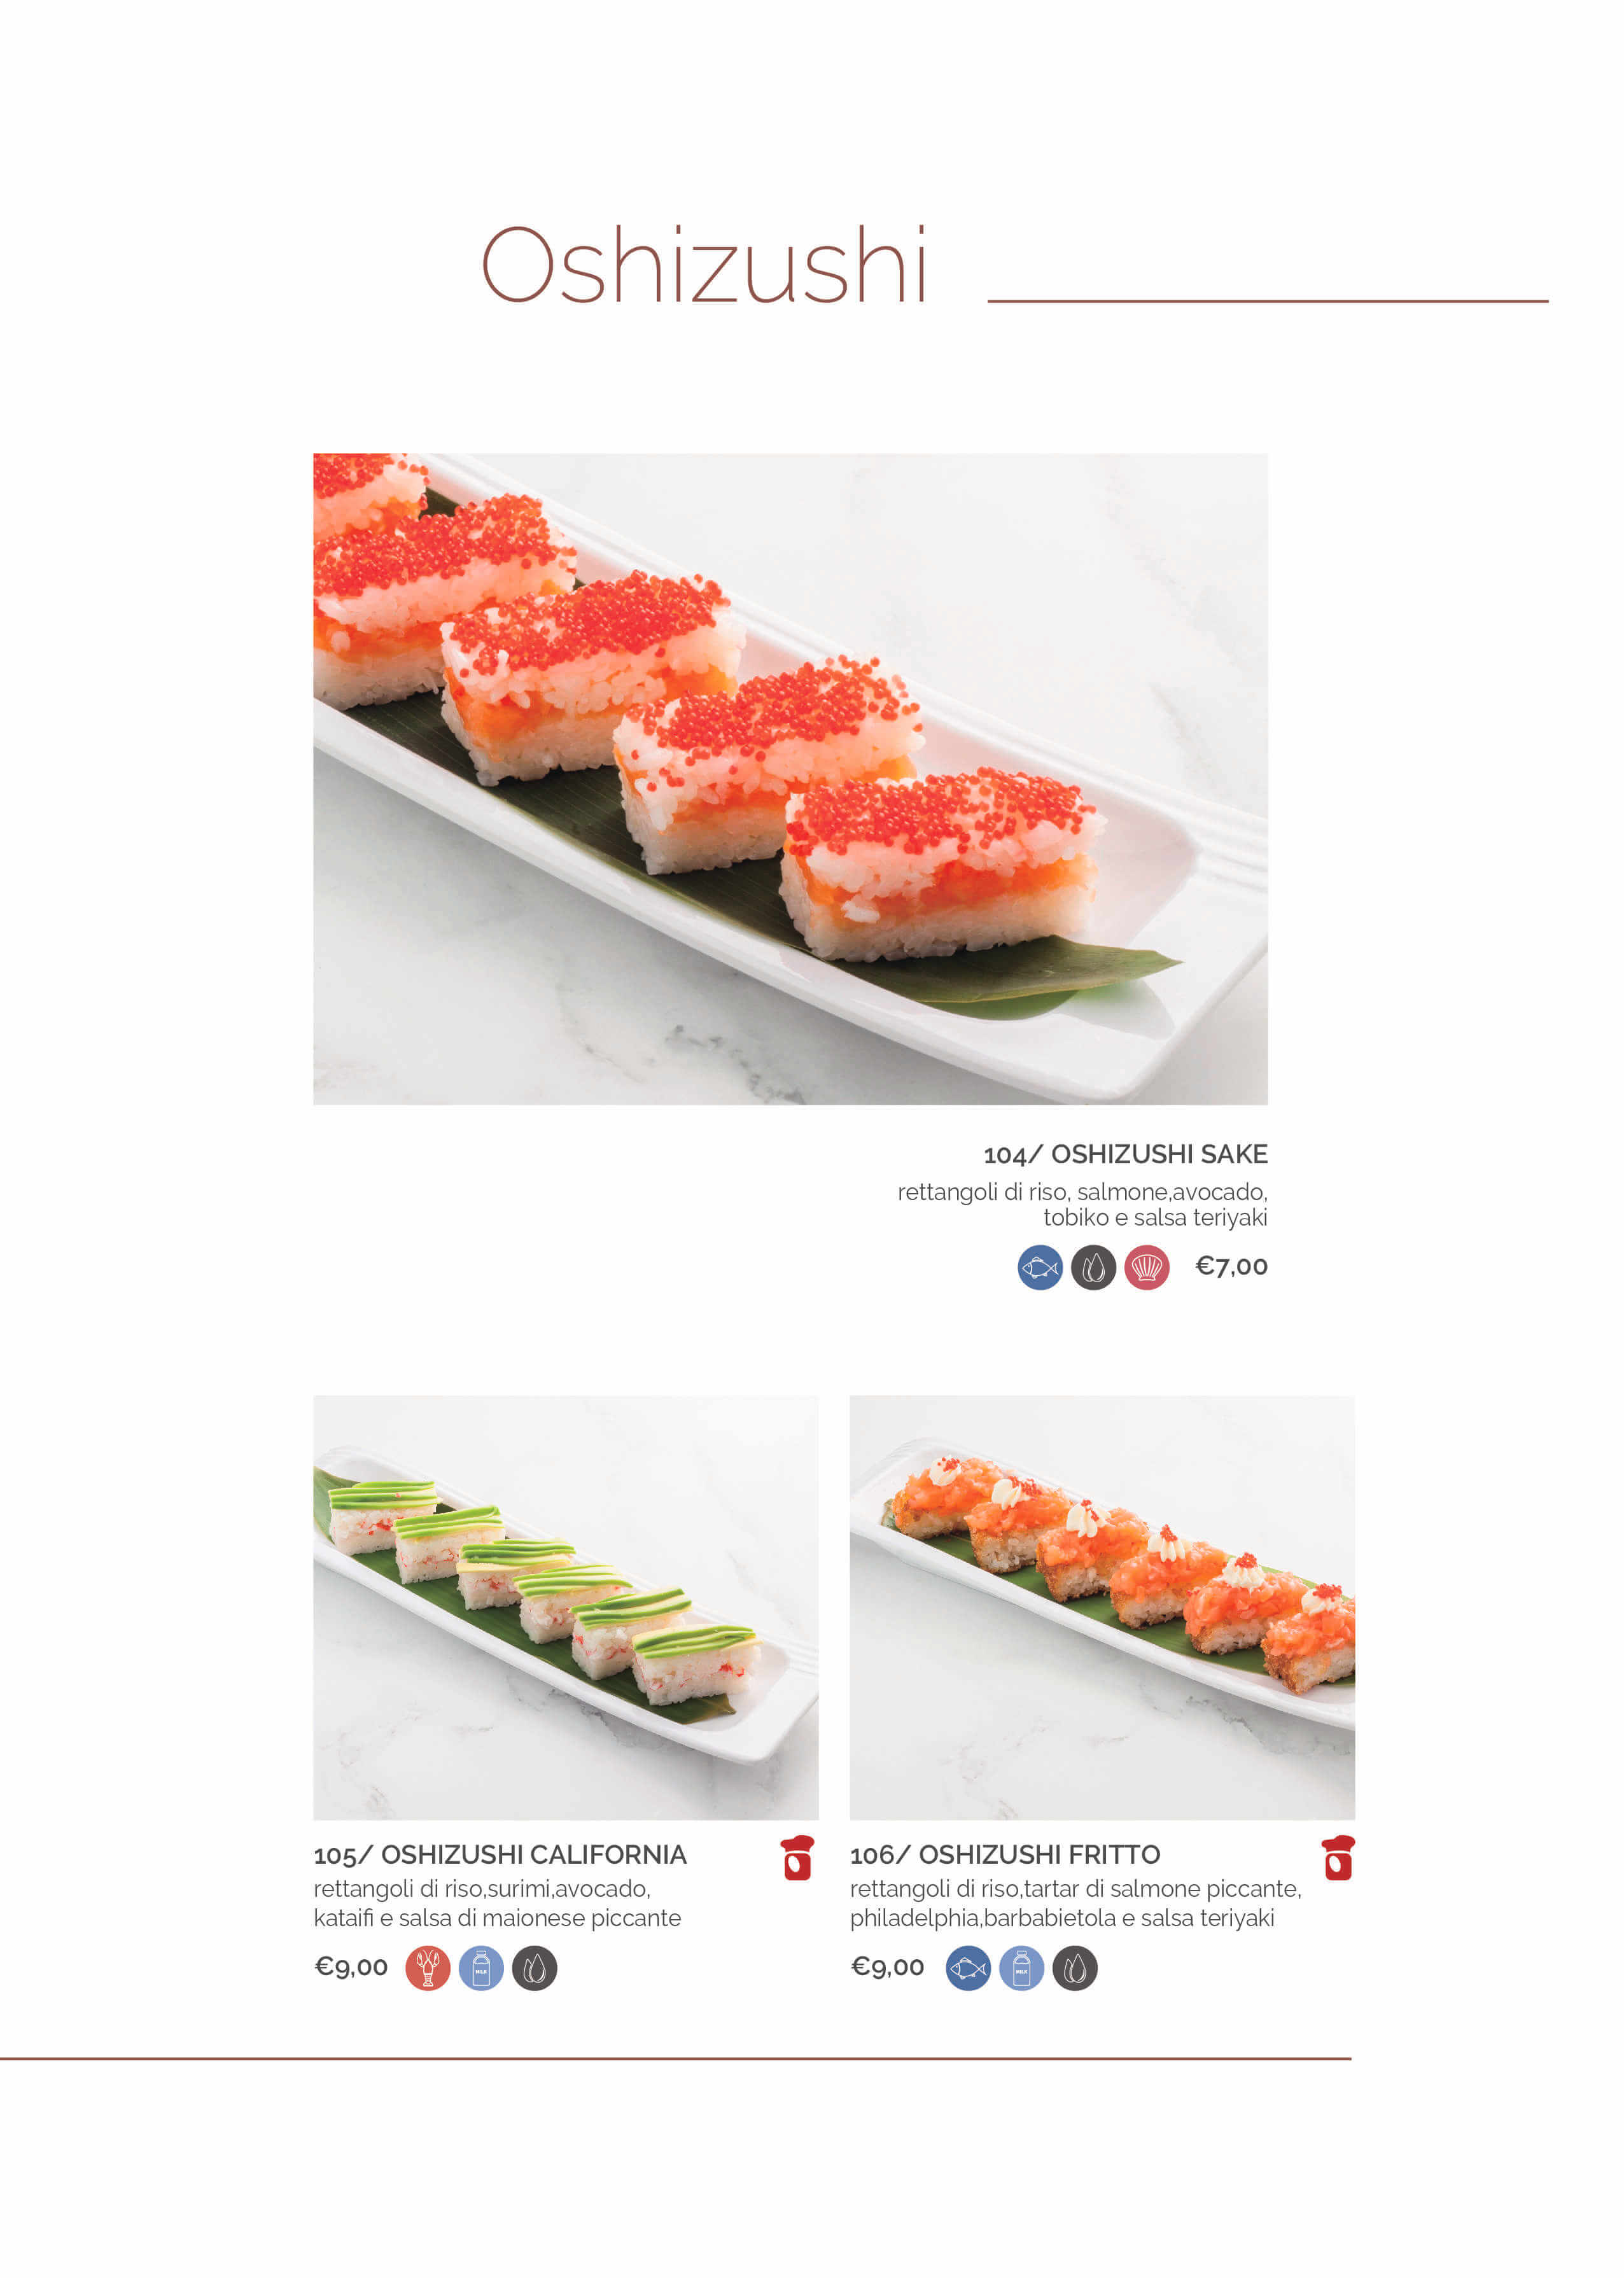 Oshizushi
104/ OSHIZUSHI SAKE
rettangoli di riso, salmone,avocado,
tobiko e salsa teriyaki
€7,00
105/ OSHIZUSHI CALIFORNIA
rettangoli di riso,surimi,avocado,
kataifi e salsa di maionese piccante
€9,00
MILK
106/ OSHIZUSHI FRITTO
rettangoli di riso,tartar di salmone piccante,
philadelphia,barbabietola e salsa teriyaki
€9,00
MILK